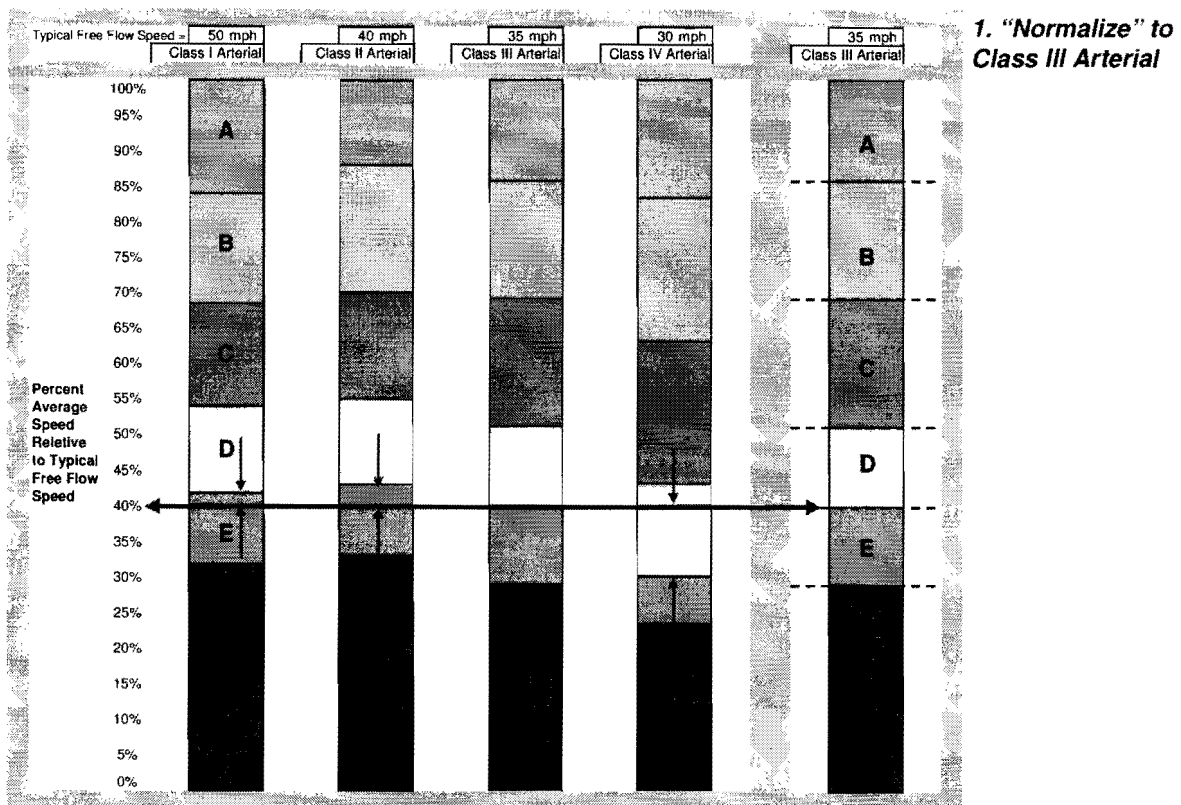 Typical Free Flow Speed = 50 mph 40 mph 35 mph 30 mph 35 mph
Class I Arterial Class II Arterial Class III Arterial Class IV Arterial Class III Arterial
1. “Normalize” to
Class III Arterial
100%
95%
90%
85%
80%
75%
70%
65%
60%
55%
50%
45%
40%
35%
30%
25%
20%
15%
10%
5%
0%
Percent
Average
Speed
Reletive
to Typical
Free Flow
Speed
A
B
C
D
E
A
B
C
D
E